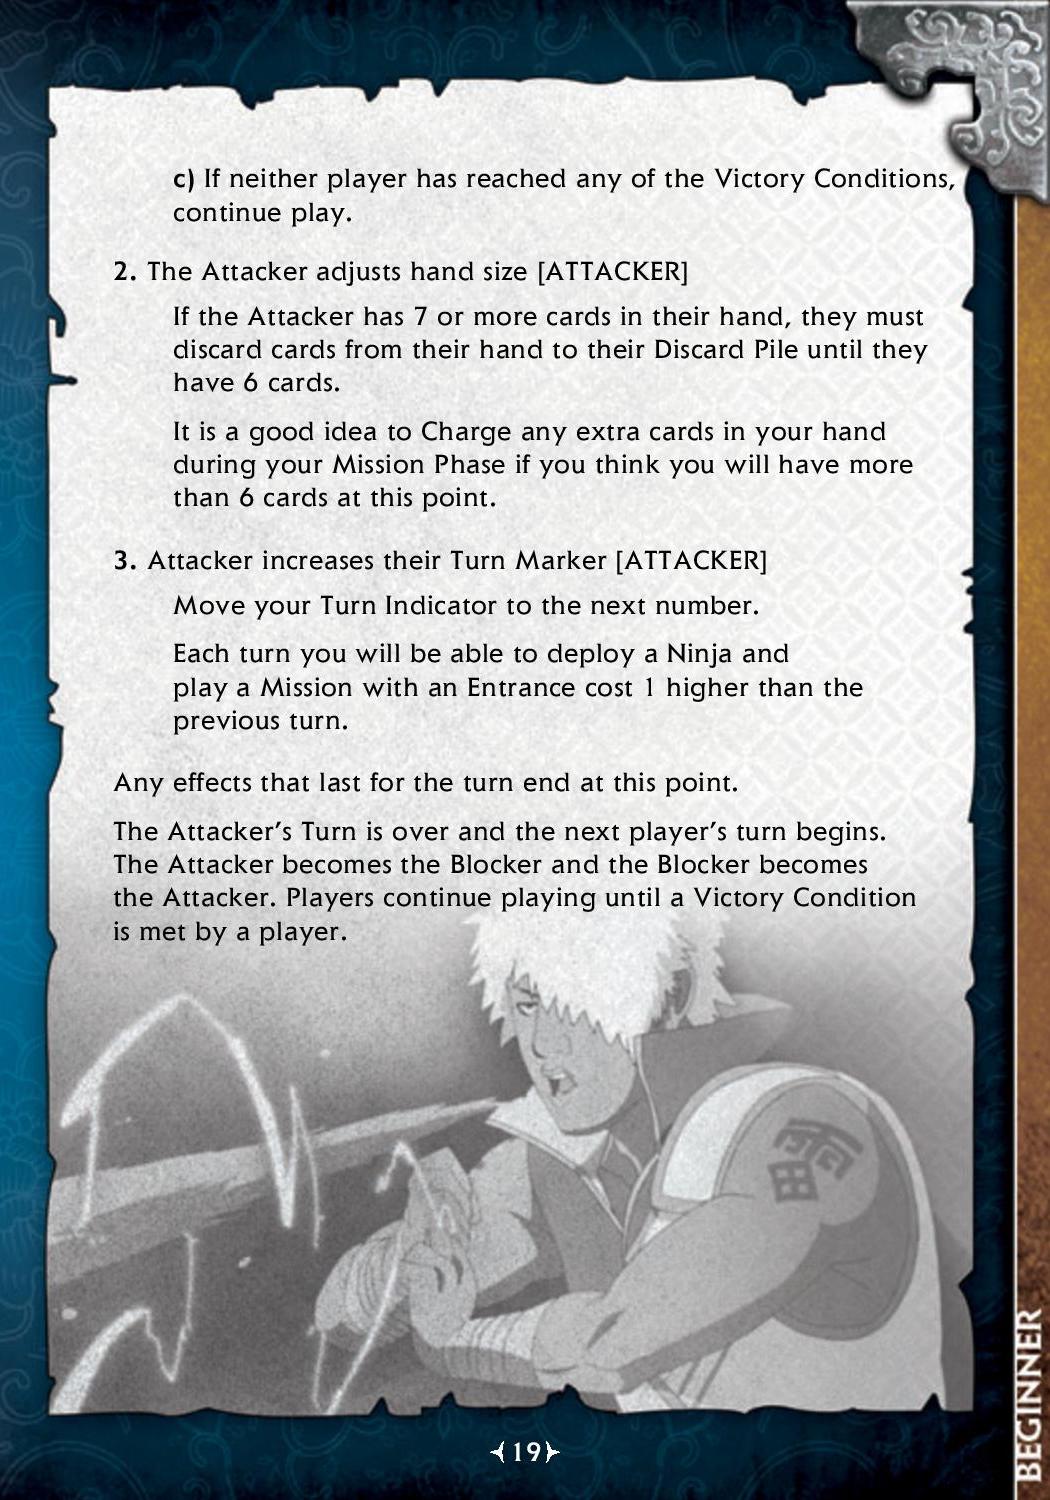 c) If neither player has reached any of the Victory Conditions,
continue play.
2. The Attacker adjusts hand size [ATTACKER]
If the Attacker has 7 or more cards in their hand, they must
discard cards from their hand to their Discard Pile until they
have 6 cards.
It is a good idea to Charge any extra cards in your hand
during your Mission Phase if you think you will have more
than 6 cards at this point.
3. Attacker increases their Turn Marker [ATTACKER]
Move your Turn Indicator to the next number.
Each turn you will be able to deploy a Ninja and
play a Mission with an Entrance cost 1 higher than the
previous turn.
Any effects that last for the turn end at this point.
The Attacker’s Turn is over and the next player’s turn begins.
The Attacker becomes the Blocker and the Blocker becomes
the Attacker. Players continue playing until a Victory Condition
is met by a player.
雷
19
BEGINNER